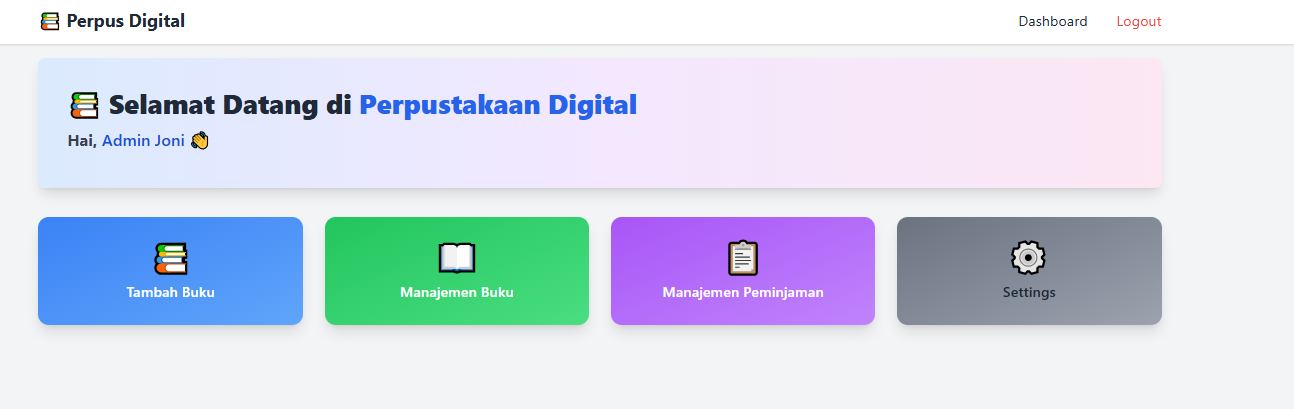 Perpus Digital
Dashboard
Logout
Selamat Datang di Perpustakaan Digital
Hai, Admin Joni
Tambah Buku
Manajemen Buku
Manajemen Peminjaman
Settings